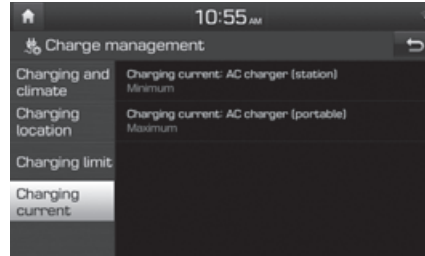 10:55 AM
Charge management
Charging and
climate
Charging current: AC charger (station)
Minimum
Charging
location
Charging current: AC charger (portable)
Maximum
Charging limit
Charging
current